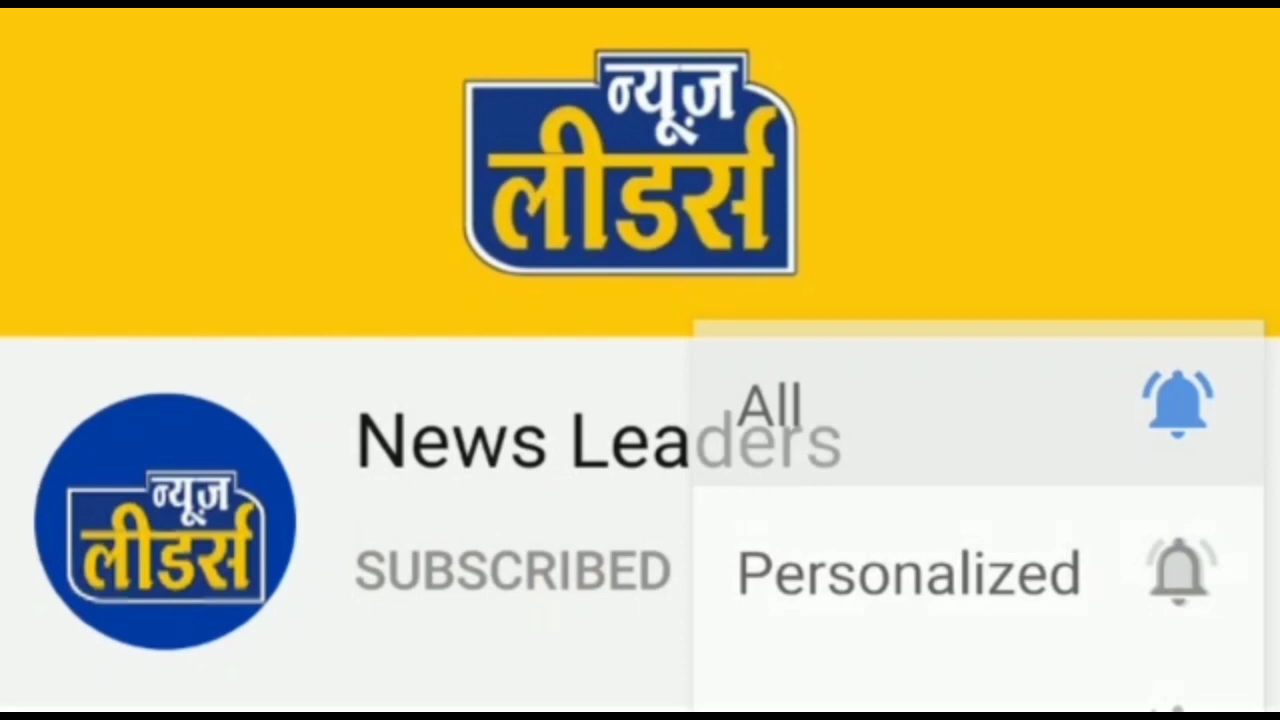 न्यूज़
लीडर्स
All
News Leaders
न्यूज़
लीडर्स
SUBSCRIBED
Personalized